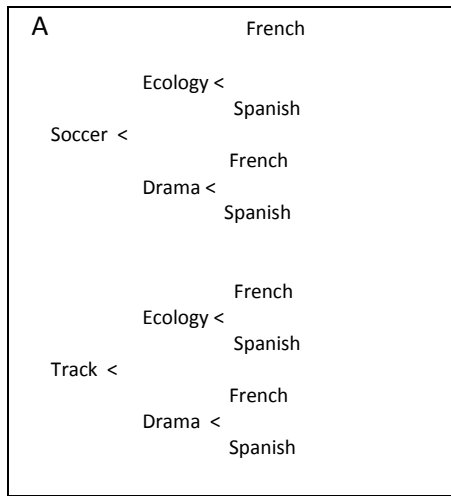 A French
Ecology <
Spanish
Soccer <
French
Drama <
Spanish
French
Ecology <
Spanish
Track <
French
Drama <
Spanish